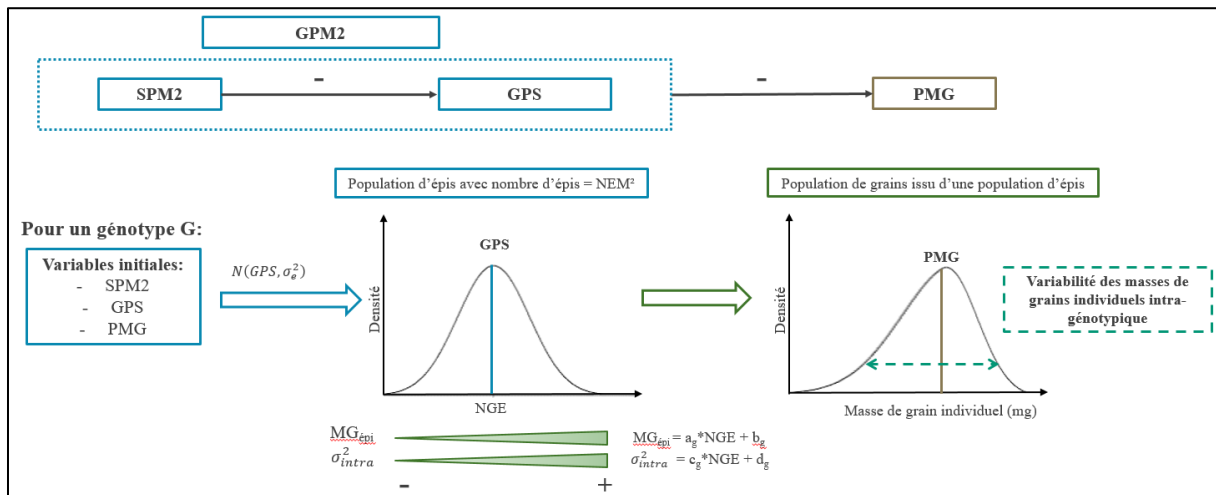 GPM2
-
-
SPM2
GPS
PMG
Population d'épis avec nombre d'épis = NEM²
Population de grains issu d'une population d'épis
Pour un génotype G:
Variables initiales:
- SPM2
- GPS
- PMG
N(GPS, σ²ₑ)
Densité
GPS
NGE
Densité
PMG
Masse de grain individuel (mg)
Variabilité des masses de
grains individuels intra-
génotypique
MGépi
σ²intra
-
+
MGépi = ag*NGE + bg
σ²intra = cg*NGE + dg